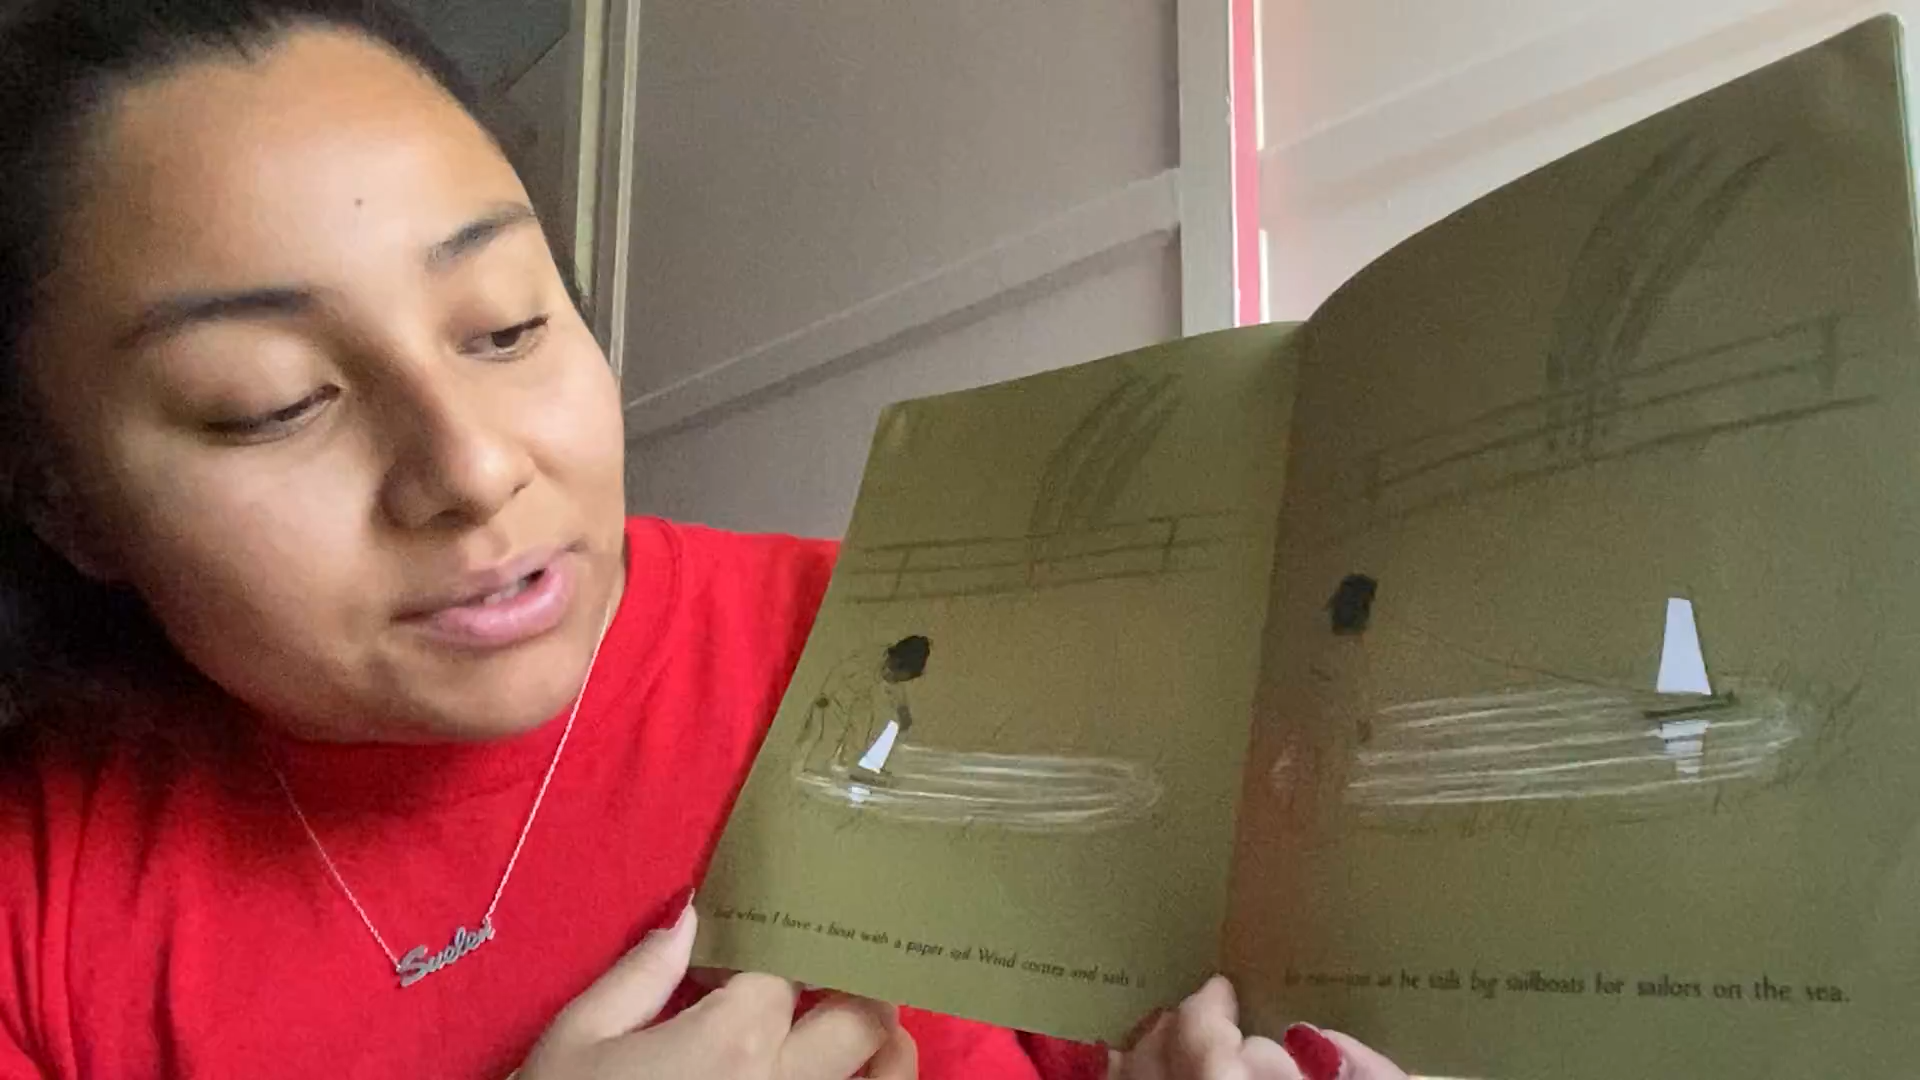 Suelen
when I have a boat with a paper sail Wind comes and sails it
as he sails big sailboats for sailors on the sea.